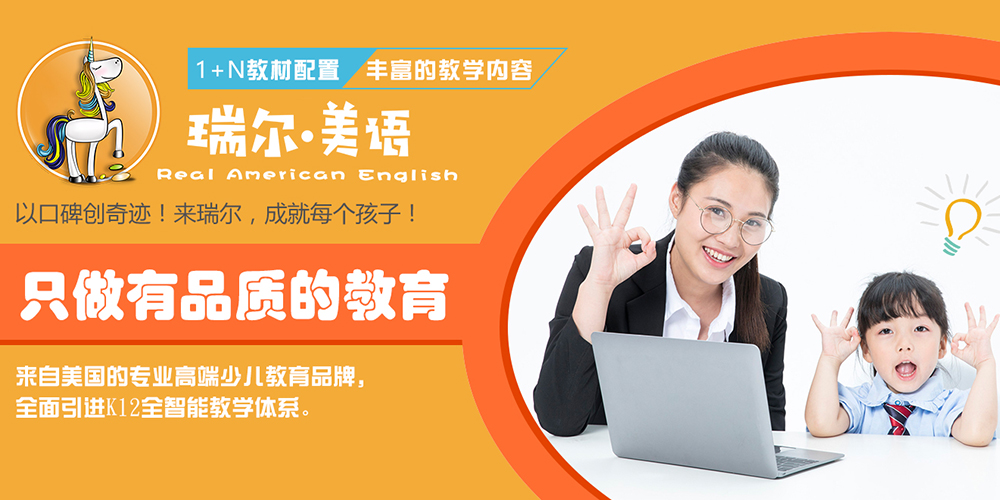 1+N教材配置 丰富的教学内容
瑞尔·美语
Real American English
以口碑创奇迹！来瑞尔，成就每个孩子！
只做有品质的教育
来自美国的专业高端少儿教育品牌，
全面引进K12全智能教学体系。